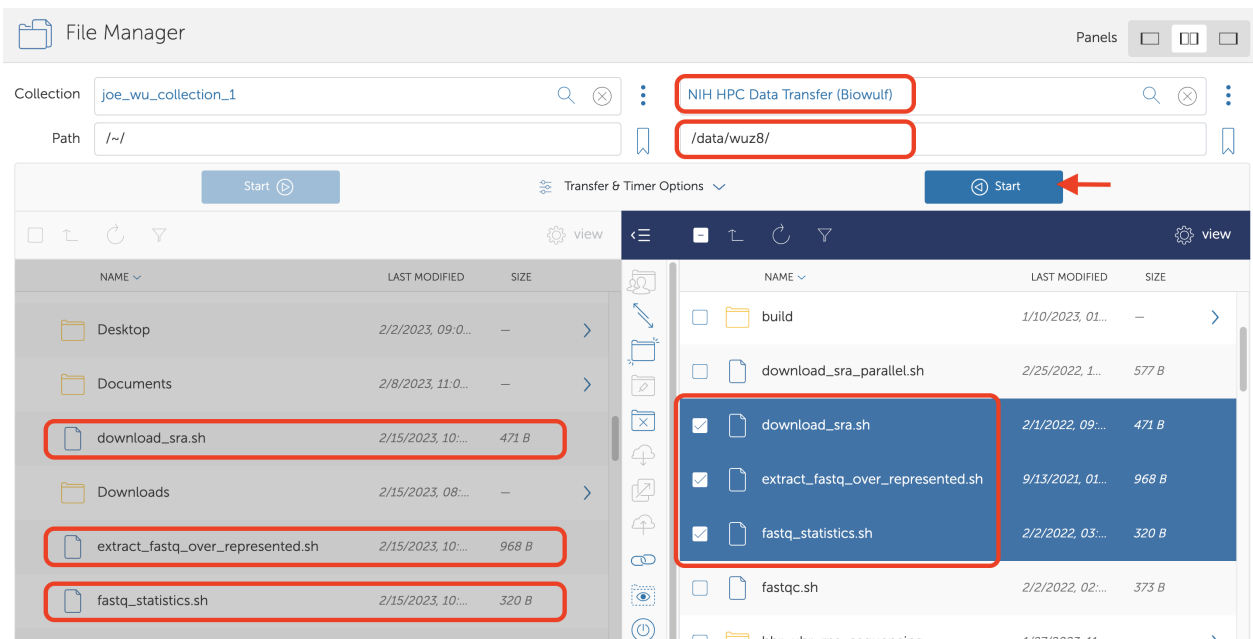 File Manager
Panels
Collection joe_wu_collection_1 NIH HPC Data Transfer (Biowulf)
Path /~/ /data/wuz8/
Start Transfer & Timer Options Start
view view
NAME LAST MODIFIED SIZE NAME LAST MODIFIED SIZE
Desktop 2/2/2023, 09:0... — build 1/10/2023, 01... —
Documents 2/8/2023, 11:0... — download_sra_parallel.sh 2/25/2022, 1... 577 B
download_sra.sh 2/15/2023, 10:... 471 B download_sra.sh 2/1/2022, 09:... 471 B
Downloads 2/15/2023, 08:... — extract_fastq_over_represented.sh 9/13/2021, 01... 968 B
extract_fastq_over_represented.sh 2/15/2023, 10:... 968 B fastq_statistics.sh 2/2/2022, 03:... 320 B
fastq_statistics.sh 2/15/2023, 10:... 320 B fastqc.sh 2/2/2022, 02:... 373 B